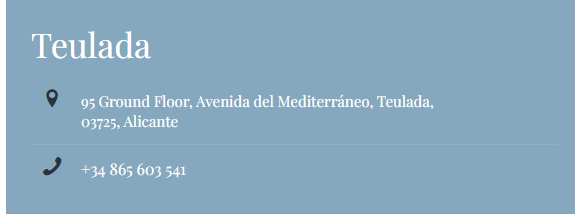 Teulada
95 Ground Floor, Avenida del Mediterráneo, Teulada,
03725, Alicante
+34 865 603 541